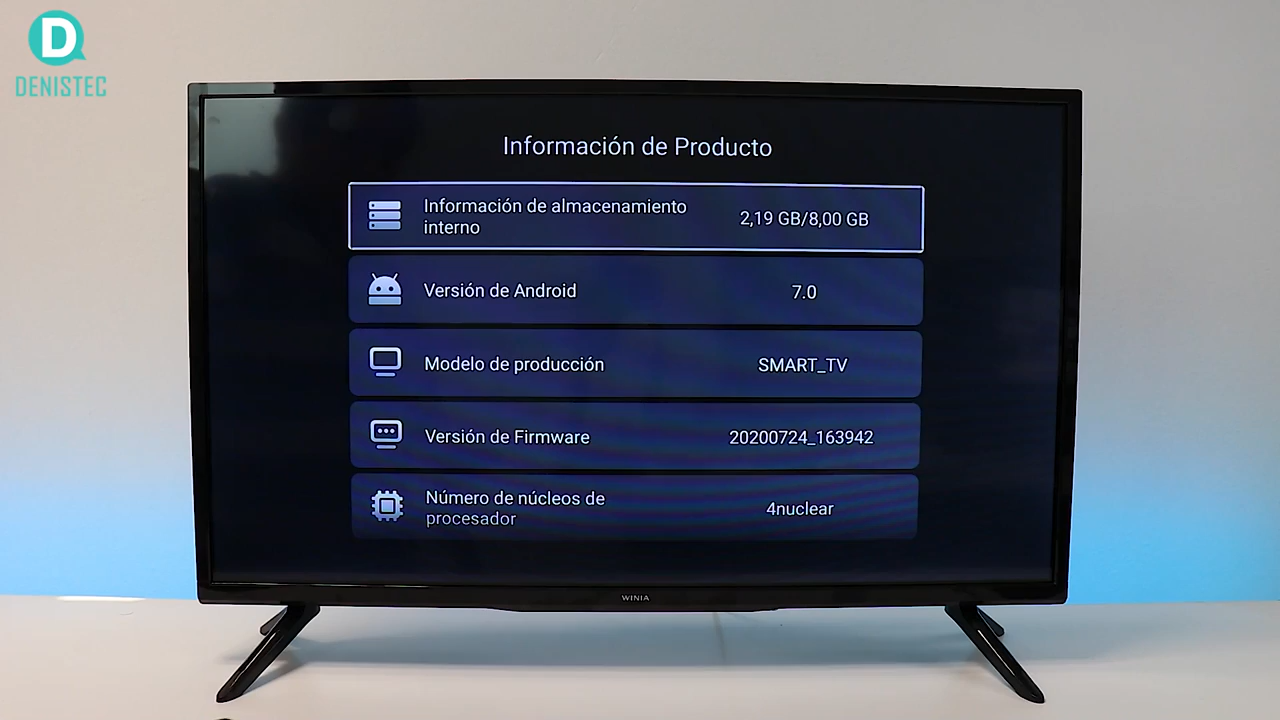 D
DENISTEC
Información de Producto
Información de almacenamiento
interno
2,19 GB/8,00 GB
Versión de Android
7.0
Modelo de producción
SMART_TV
Versión de Firmware
20200724_163942
Número de núcleos de
procesador
4nuclear
WINIA